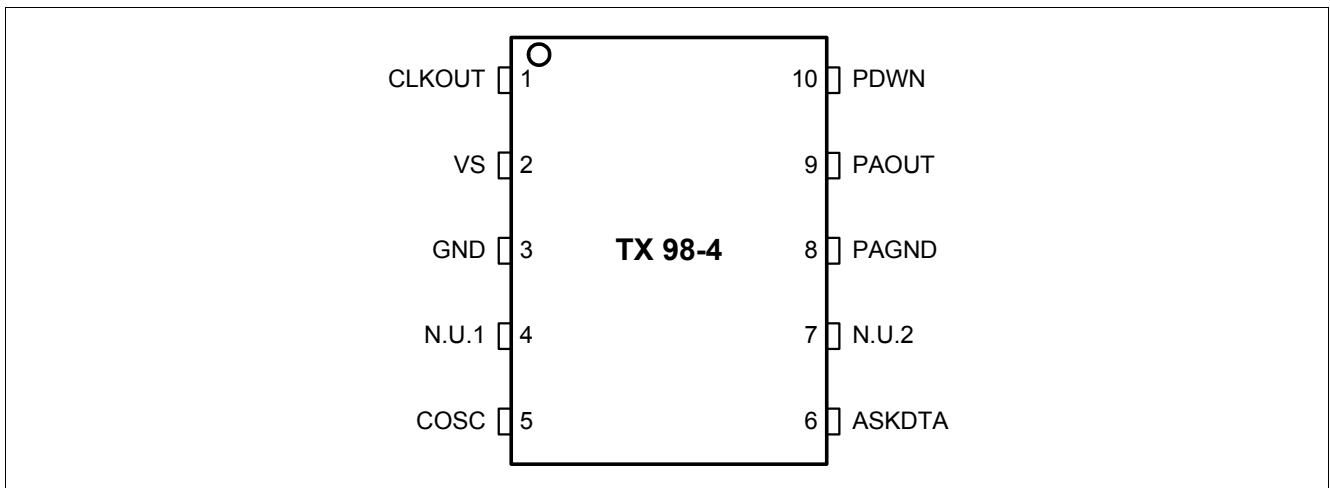 CLKOUT 1 10 PDWN
VS 2 9 PAOUT
GND 3 TX 98-4 8 PAGND
N.U.1 4 7 N.U.2
COSC 5 6 ASKDTA